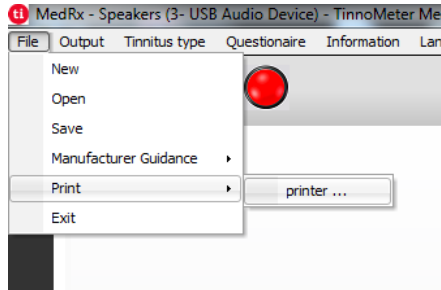 ti MedRx - Speakers (3- USB Audio Device) - TinnoMeter Me
File Output Tinnitus type Questionaire Information Lan
New
Open
Save
Manufacturer Guidance
Print
printer ...
Exit